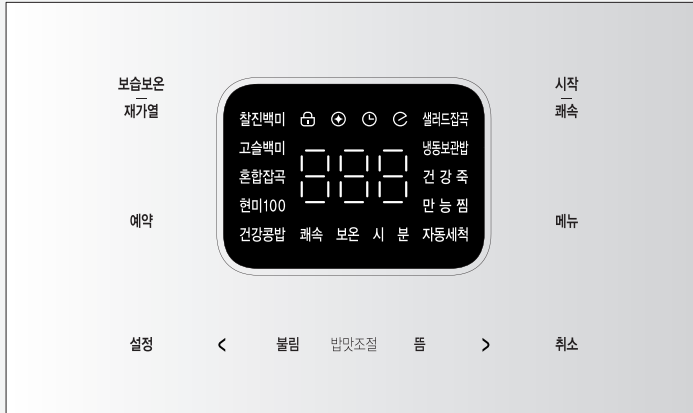 보습보온
재가열
시작
쾌속
찰진백미 샐러드잡곡
고슬백미 냉동보관밥
혼합잡곡 건강죽
현미100 만능찜
건강콩밥 쾌속 보온 시 분 자동세척
888
예약
메뉴
설정 < 불림 밥맛조절 뜸 > 취소